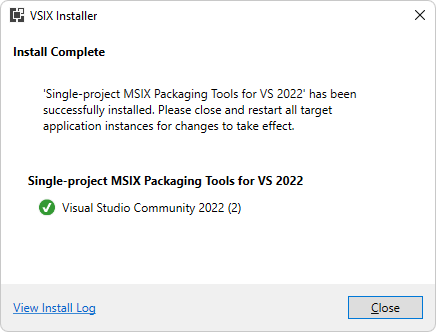 VSIX Installer
Install Complete
'Single-project MSIX Packaging Tools for VS 2022' has been
successfully installed. Please close and restart all target
application instances for changes to take effect.
Single-project MSIX Packaging Tools for VS 2022
Visual Studio Community 2022 (2)
View Install Log
Close